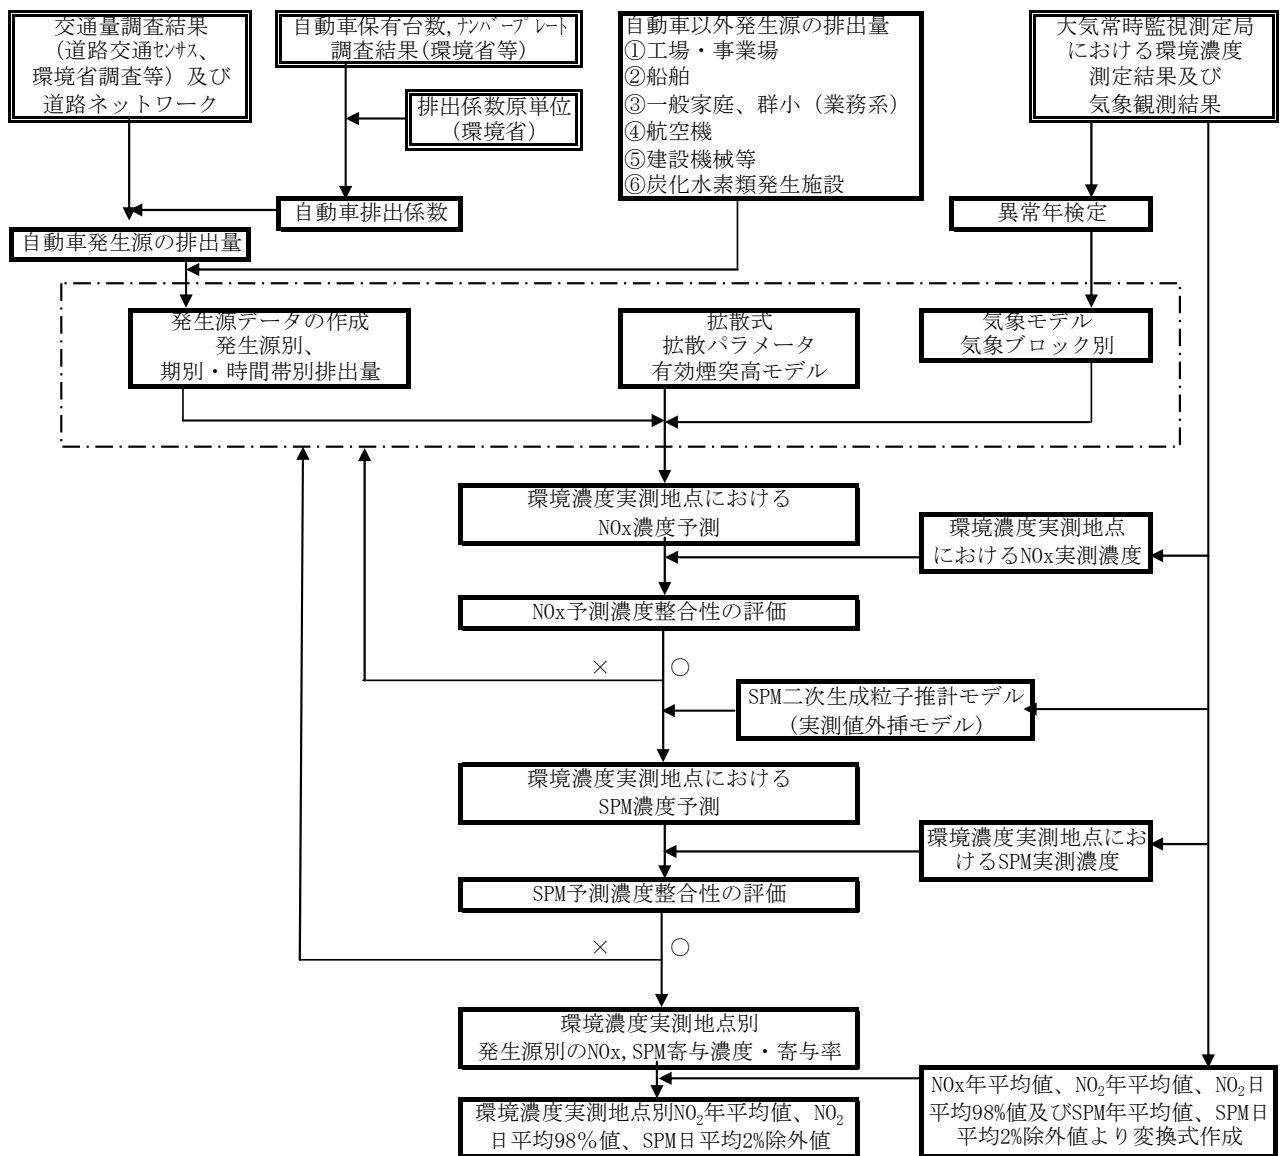 交通量調査結果
(道路交通ｾﾝｻｽ、
環境省調査等）及び
道路ネットワーク
自動車保有台数,ﾅﾝﾊﾞｰﾌﾟﾚｰﾄ
調査結果(環境省等)
排出係数原単位
(環境省)
自動車以外発生源の排出量
①工場・事業場
②船舶
③一般家庭、群小（業務系）
④航空機
⑤建設機械等
⑥炭化水素類発生施設
大気常時監視測定局
における環境濃度
測定結果及び
気象観測結果
自動車排出係数
異常年検定
自動車発生源の排出量
発生源データの作成
発生源別、
期別・時間帯別排出量
拡散式
拡散パラメータ
有効煙突高モデル
気象モデル
気象ブロック別
環境濃度実測地点における
NOx濃度予測
環境濃度実測地点
におけるNOx実測濃度
NOx予測濃度整合性の評価
× ○
SPM二次生成粒子推計モデル
(実測値外挿モデル)
環境濃度実測地点における
SPM濃度予測
環境濃度実測地点にお
けるSPM実測濃度
SPM予測濃度整合性の評価
× ○
環境濃度実測地点別
発生源別のNOx,SPM寄与濃度・寄与率
NOx年平均値、NO₂年平均値、NO₂日
平均98%値及びSPM年平均値、SPM日
平均2%除外値より変換式作成
環境濃度実測地点別NO₂年平均値、NO₂
日平均98％値、SPM日平均2%除外値